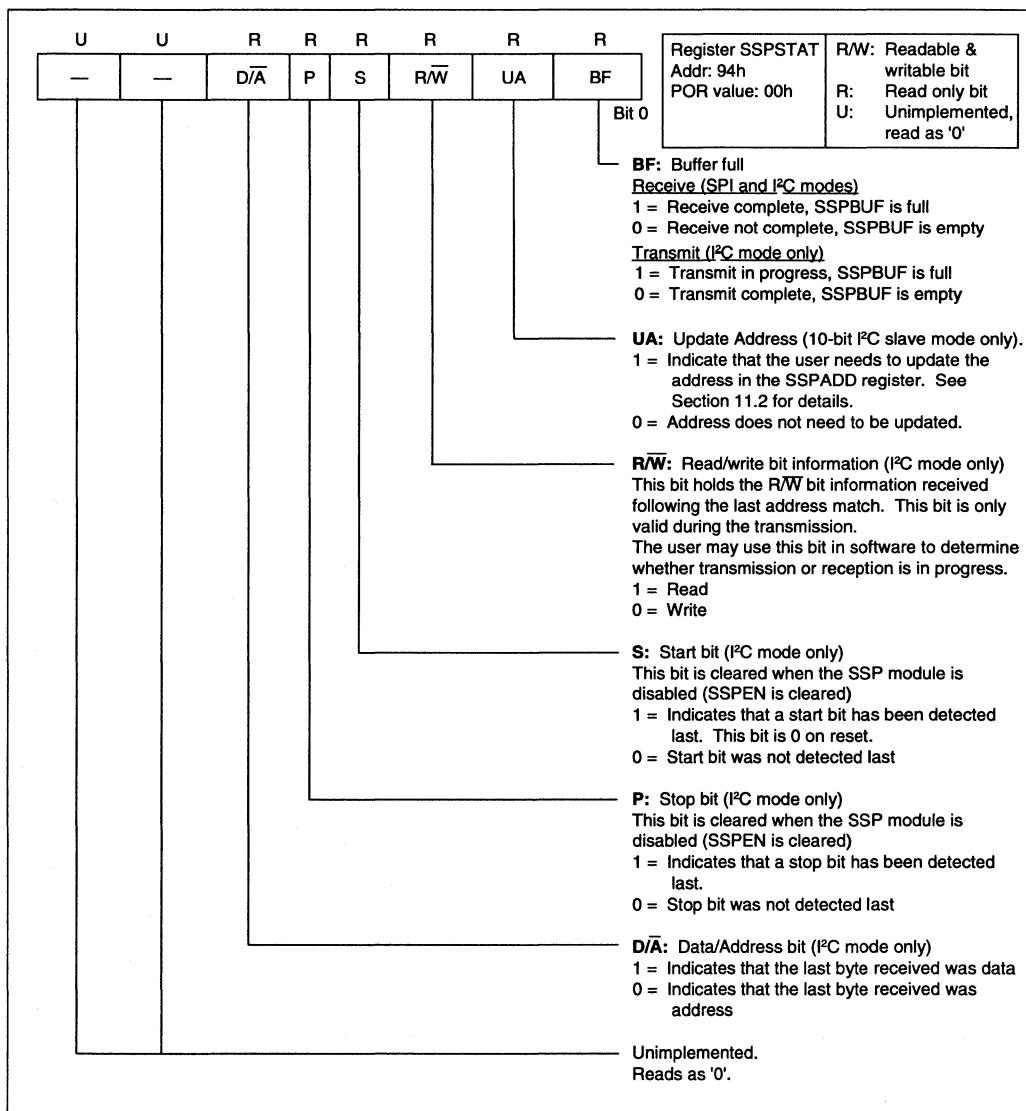 U U R R R R R R
— — D/A̅ P S R/W̅ UA BF
Bit 0
Register SSPSTAT
Addr: 94h
POR value: 00h
R/W: Readable &
writable bit
R: Read only bit
U: Unimplemented,
read as '0'
BF: Buffer full
Receive (SPI and I²C modes)
1 = Receive complete, SSPBUF is full
0 = Receive not complete, SSPBUF is empty
Transmit (I²C mode only)
1 = Transmit in progress, SSPBUF is full
0 = Transmit complete, SSPBUF is empty
UA: Update Address (10-bit I²C slave mode only).
1 = Indicate that the user needs to update the
address in the SSPADD register. See
Section 11.2 for details.
0 = Address does not need to be updated.
R/W̅: Read/write bit information (I²C mode only)
This bit holds the R/W̅ bit information received
following the last address match. This bit is only
valid during the transmission.
The user may use this bit in software to determine
whether transmission or reception is in progress.
1 = Read
0 = Write
S: Start bit (I²C mode only)
This bit is cleared when the SSP module is
disabled (SSPEN is cleared)
1 = Indicates that a start bit has been detected
last. This bit is 0 on reset.
0 = Start bit was not detected last
P: Stop bit (I²C mode only)
This bit is cleared when the SSP module is
disabled (SSPEN is cleared)
1 = Indicates that a stop bit has been detected
last.
0 = Stop bit was not detected last
D/A̅: Data/Address bit (I²C mode only)
1 = Indicates that the last byte received was data
0 = Indicates that the last byte received was
address
Unimplemented.
Reads as '0'.